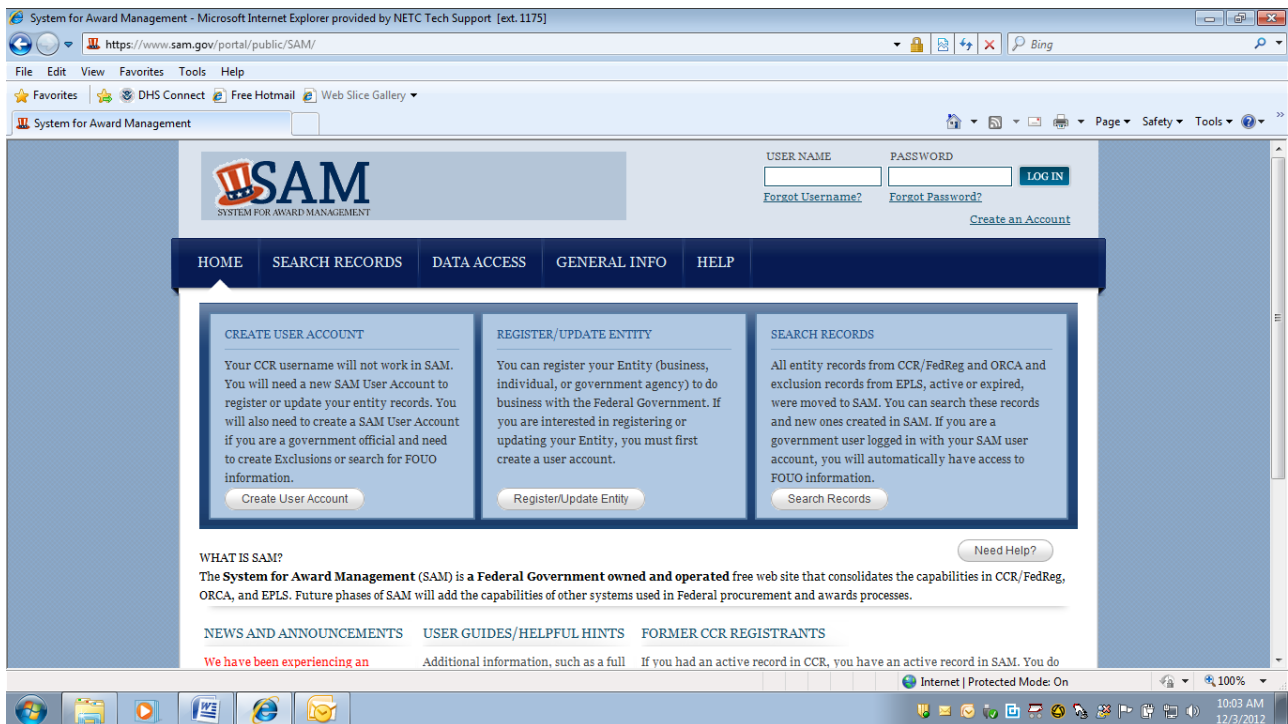 System for Award Management - Microsoft Internet Explorer provided by NETC Tech Support [ext. 1175]
https://www.sam.gov/portal/public/SAM/
Bing
File Edit View Favorites Tools Help
Favorites DHS Connect Free Hotmail Web Slice Gallery
System for Award Management
Page Safety Tools
SAM
SYSTEM FOR AWARD MANAGEMENT
USER NAME PASSWORD
LOG IN
Forgot Username? Forgot Password?
Create an Account
HOME SEARCH RECORDS DATA ACCESS GENERAL INFO HELP
CREATE USER ACCOUNT
Your CCR username will not work in SAM.
You will need a new SAM User Account to
register or update your entity records. You
will also need to create a SAM User Account
if you are a government official and need
to create Exclusions or search for FOUO
information.
Create User Account
REGISTER/UPDATE ENTITY
You can register your Entity (business,
individual, or government agency) to do
business with the Federal Government. If
you are interested in registering or
updating your Entity, you must first
create a user account.
Register/Update Entity
SEARCH RECORDS
All entity records from CCR/FedReg and ORCA and
exclusion records from EPLS, active or expired,
were moved to SAM. You can search these records
and new ones created in SAM. If you are a
government user logged in with your SAM user
account, you will automatically have access to
FOUO information.
Search Records
Need Help?
WHAT IS SAM?
The System for Award Management (SAM) is a Federal Government owned and operated free web site that consolidates the capabilities in CCR/FedReg,
ORCA, and EPLS. Future phases of SAM will add the capabilities of other systems used in Federal procurement and awards processes.
NEWS AND ANNOUNCEMENTS
We have been experiencing an
USER GUIDES/HELPFUL HINTS
Additional information, such as a full
FORMER CCR REGISTRANTS
If you had an active record in CCR, you have an active record in SAM. You do
Internet | Protected Mode: On
100%
10:03 AM
12/3/2012